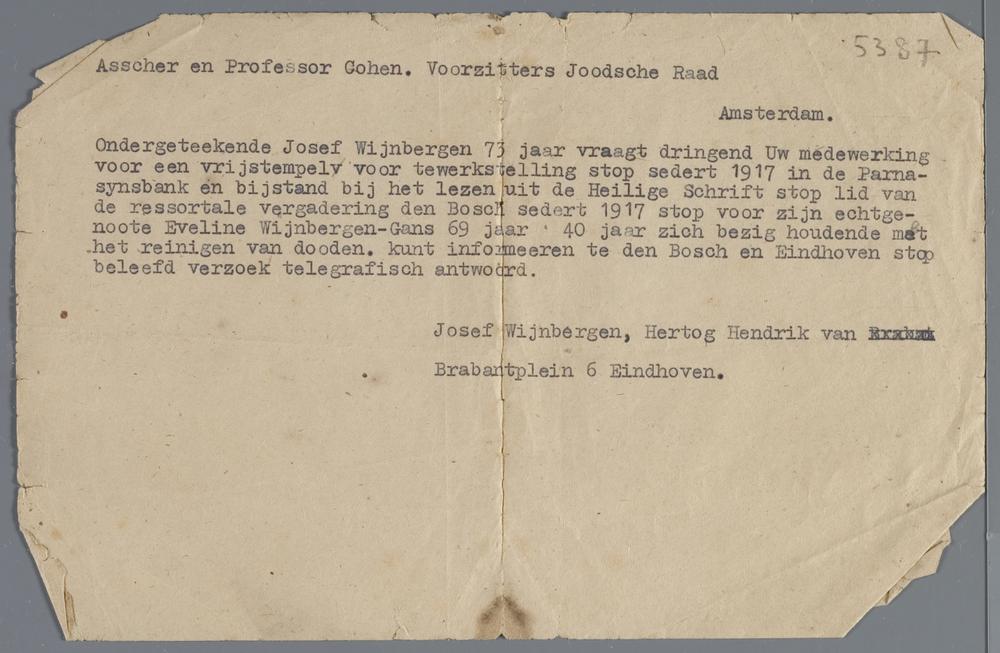 5387
Asscher en Professor Cohen. Voorzitters Joodsche Raad
Amsterdam.
Ondergeteekende Josef Wijnbergen 73 jaar vraagt dringend Uw medewerking
voor een vrijstempelv voor tewerkstelling stop sedert 1917 in de Parna-
synsbank en bijstand bij het lezen uit de Heilige Schrift stop lid van
de ressortale vergadering den Bosch sedert 1917 stop voor zijn echtge-
noote Eveline Wijnbergen-Gans 69 jaar ' 40 jaar zich bezig houdende met
.het reinigen van dooden. kunt informeeren te den Bosch en Eindhoven stop
beleefd verzoek telegrafisch antwoord.
Josef Wijnbergen, Hertog Hendrik van
Brabantplein 6 Eindhoven.